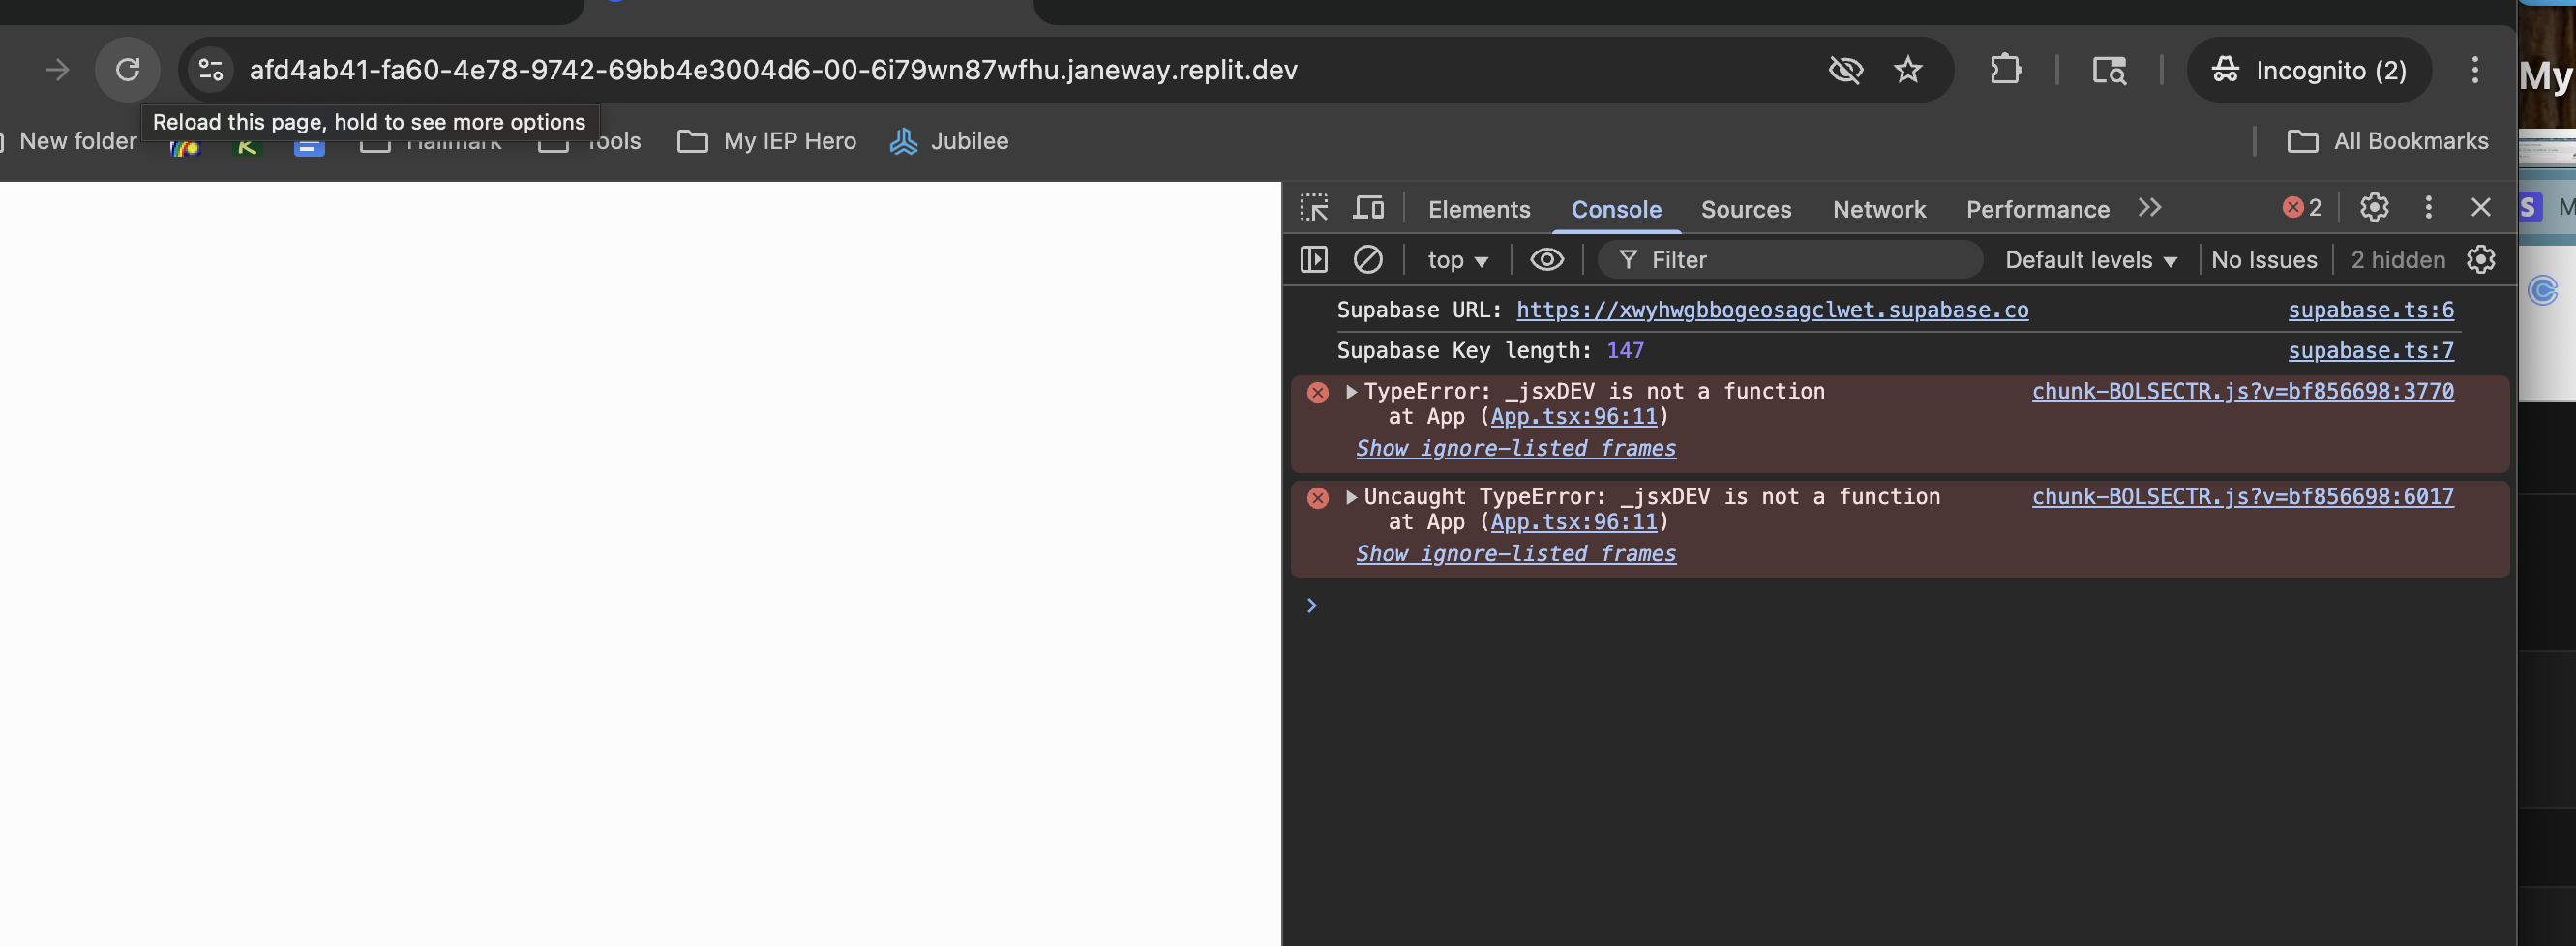 afd4ab41-fa60-4e78-9742-69bb4e3004d6-00-6i79wn87wfhu.janeway.replit.dev
Incognito (2)
My
Reload this page, hold to see more options
New folder
Hallmark
Tools
My IEP Hero
Jubilee
All Bookmarks
Elements
Console
Sources
Network
Performance
2
S
M
top
Filter
Default levels
No Issues
2 hidden
Supabase URL: https://xwyhwgbbogeosagclwet.supabase.co supabase.ts:6
Supabase Key length: 147 supabase.ts:7
TypeError: _jsxDEV is not a function chunk-BOLSECTR.js?v=bf856698:3770
at App (App.tsx:96:11)
Show ignore-listed frames
Uncaught TypeError: _jsxDEV is not a function chunk-BOLSECTR.js?v=bf856698:6017
at App (App.tsx:96:11)
Show ignore-listed frames